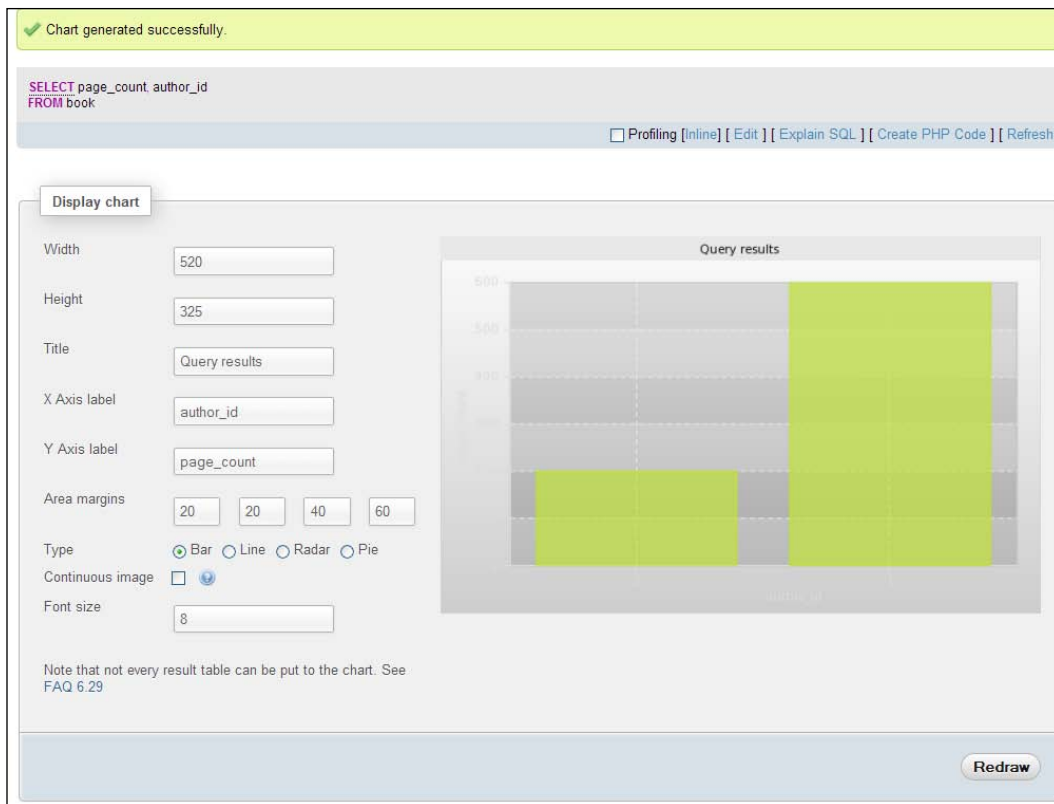 Chart generated successfully.
SELECT page_count, author_id
FROM book
Profiling [Inline] [ Edit ] [ Explain SQL ] [ Create PHP Code ] [ Refresh
Display chart
Width
520
Height
325
Title
Query results
X Axis label
author_id
Y Axis label
page_count
Area margins
20 20 40 60
Type
Bar Line Radar Pie
Continuous image
Font size
8
Note that not every result table can be put to the chart. See
FAQ 6.29
Query results
author_id
Redraw